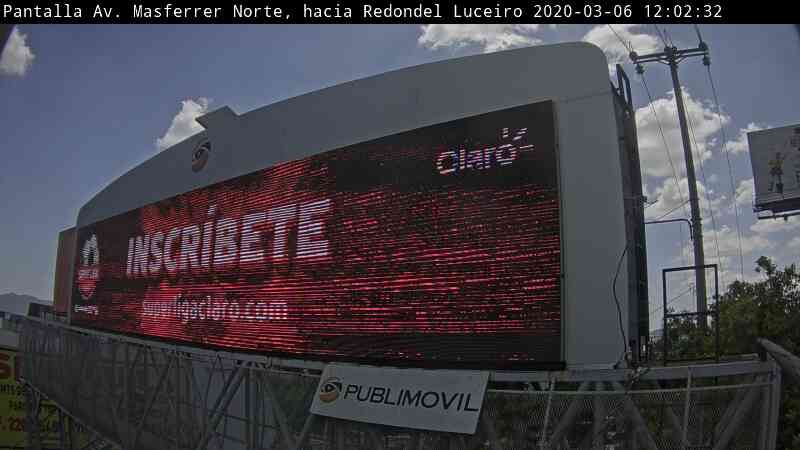 Pantalla Av. Masferrer Norte, hacia Redondel Luceiro 2020-03-06 12:02:32
Claro
INSCRÍBETE
superligaclaro.com
PUBLIMOVIL